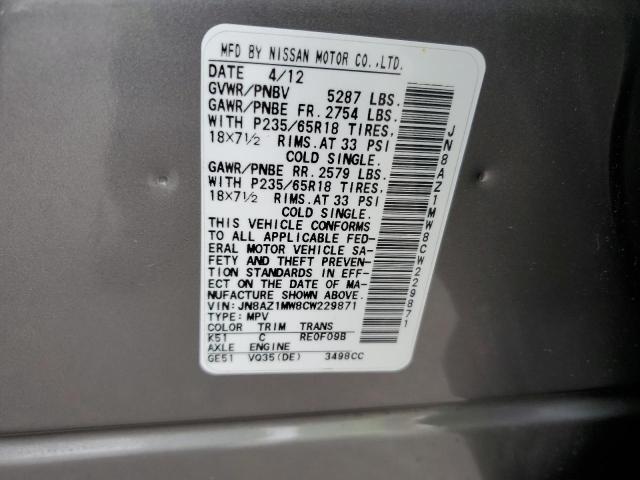 MFD BY NISSAN MOTOR CO.,LTD.
DATE 4/12
GVWR/PNBV 5287 LBS.
GAWR/PNBE FR. 2754 LBS.
WITH P235/65R18 TIRES,
18X7 1/2 RIMS.AT 33 PSI
COLD SINGLE.
GAWR/PNBE RR. 2579 LBS.
WITH P235/65R18 TIRES,
18X7 1/2 RIMS.AT 33 PSI
COLD SINGLE.
THIS VEHICLE CONFORMS
TO ALL APPLICABLE FED-
ERAL MOTOR VEHICLE SA-
FETY AND THEFT PREVEN-
TION STANDARDS IN EFF-
ECT ON THE DATE OF MA-
NUFACTURE SHOWN ABOVE.
VIN: JN8AZ1MW8CW229871
TYPE: MPV
COLOR TRIM TRANS
K51 C RE0F09B
AXLE ENGINE
GE51 VQ35(DE) 3498CC
JN8AZ1MW8CW229871